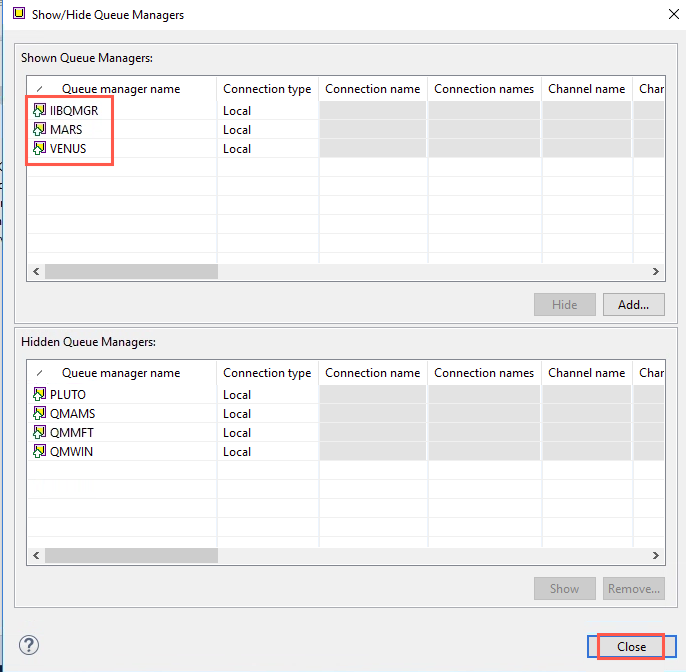 Show/Hide Queue Managers
Shown Queue Managers:
Queue manager name Connection type Connection name Connection names Channel name Char
IIBQMGR Local
MARS Local
VENUS Local
Hide Add...
Hidden Queue Managers:
Queue manager name Connection type Connection name Connection names Channel name Char
PLUTO Local
QMAMS Local
QMMFT Local
QMWIN Local
Show Remove...
? Close